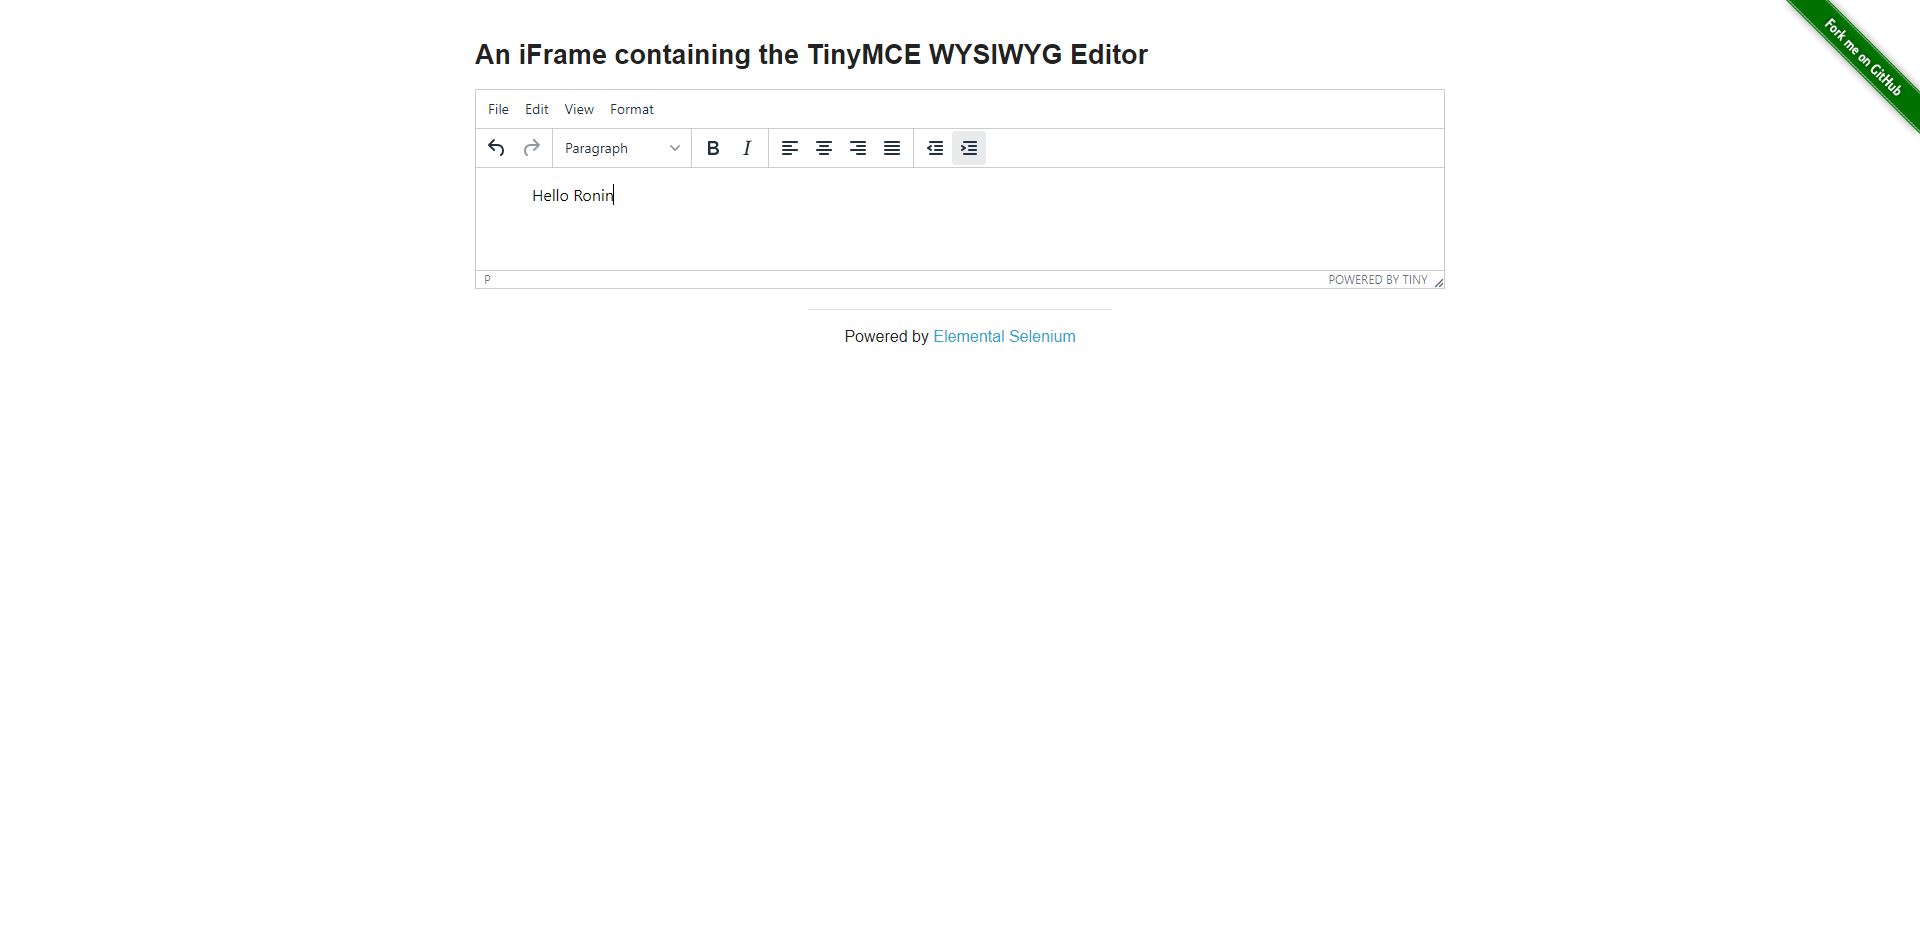 Fork me on GitHub
An iFrame containing the TinyMCE WYSIWYG Editor
File Edit View Format
Paragraph B I
Hello Ronin
P POWERED BY TINY
Powered by Elemental Selenium